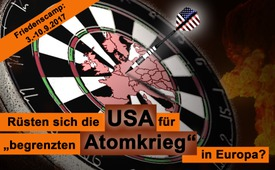 Friedenscamp:
3.-10.9.2017
Rüsten sich die USA für
„begrenzten Atomkrieg“
in Europa?